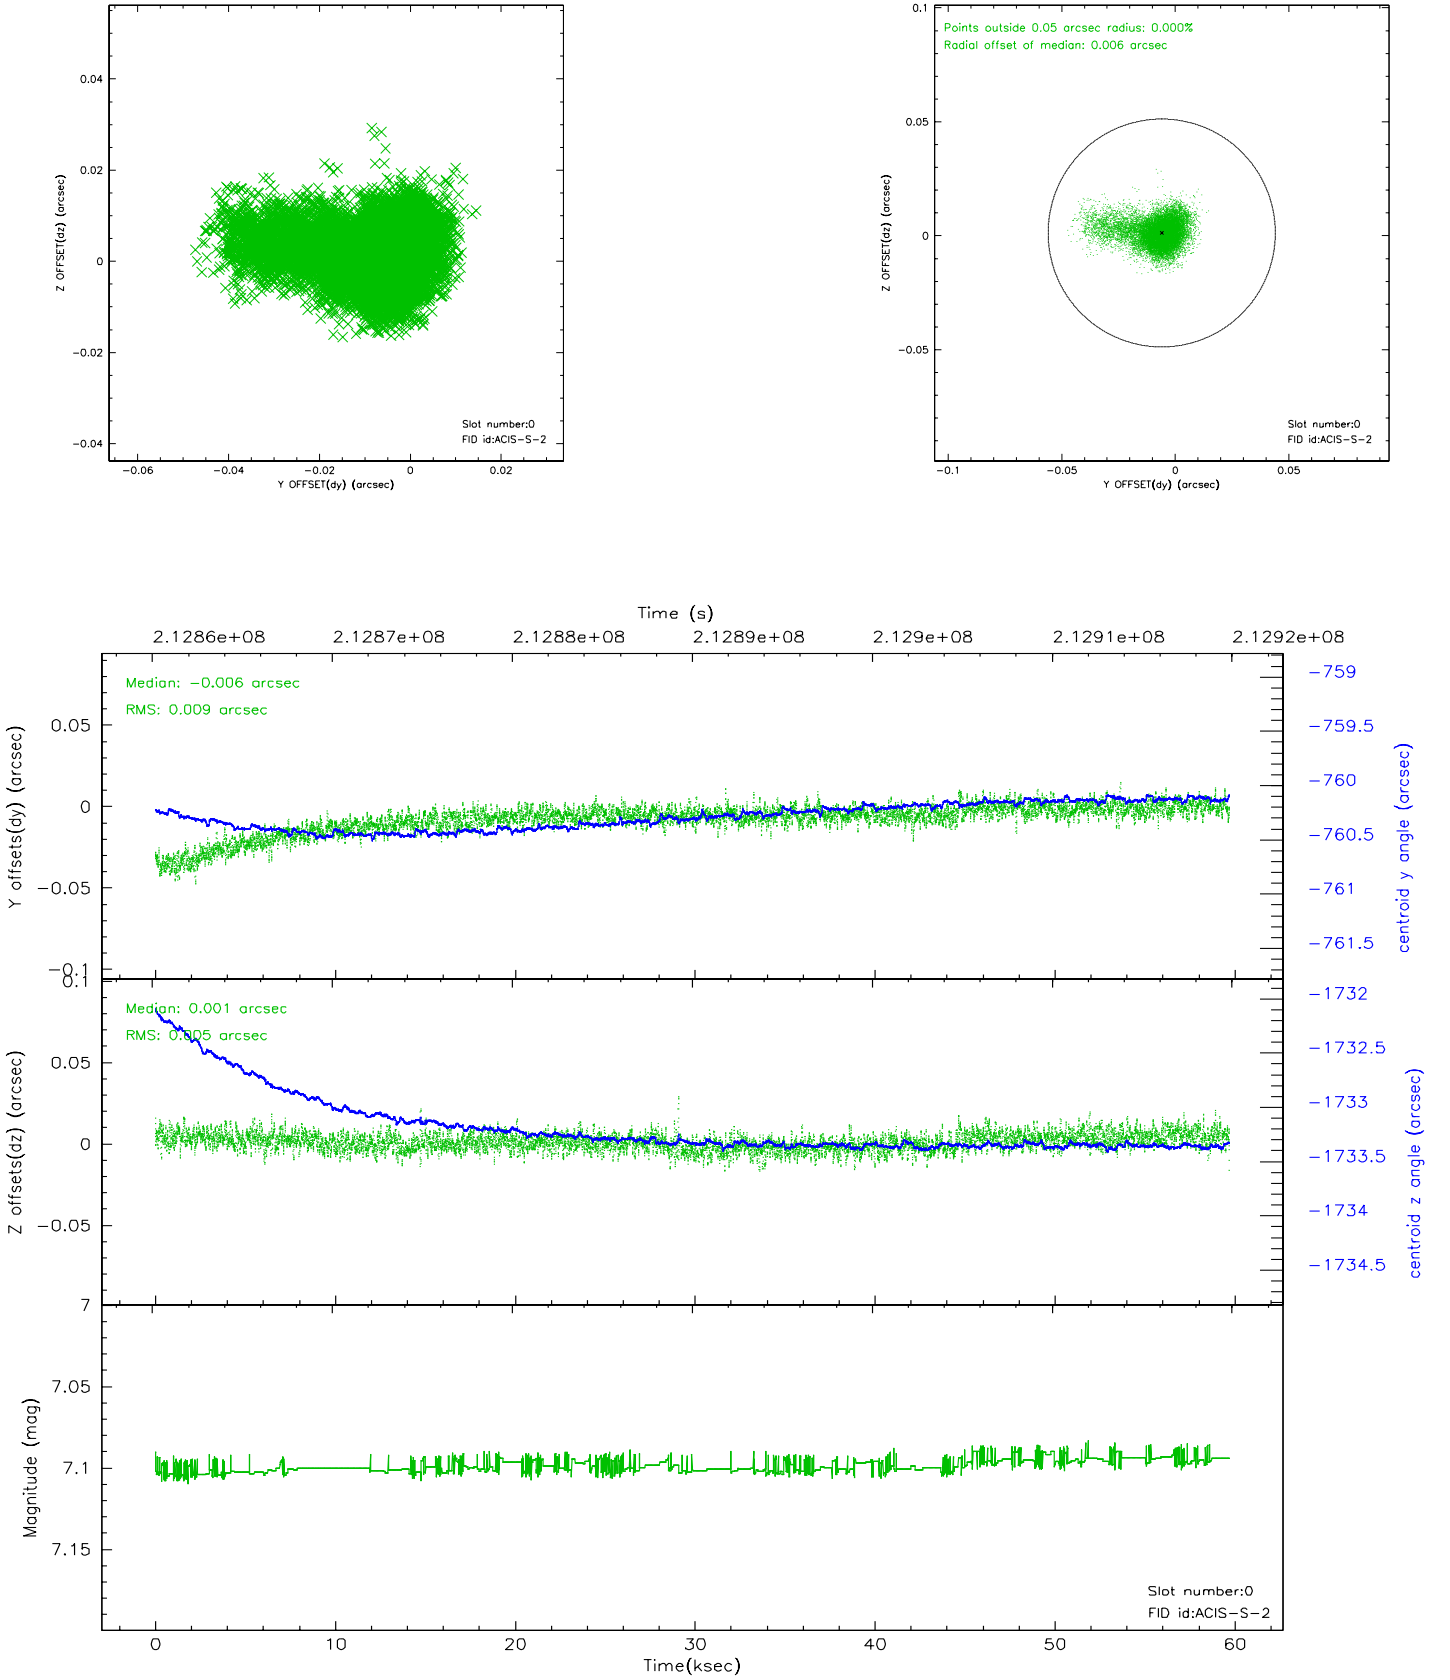 0.04
0.02
0
−0.02
−0.04
Z OFFSET(dz) (arcsec)
Slot number:0
FID id:ACIS−S−2
−0.06 −0.04 −0.02 0 0.02
Y OFFSET(dy) (arcsec)
0.1
0.05
0
−0.05
Z OFFSET(dz) (arcsec)
Points outside 0.05 arcsec radius: 0.000%
Radial offset of median: 0.006 arcsec
Slot number:0
FID id:ACIS−S−2
−0.1 −0.05 0 0.05
Y OFFSET(dy) (arcsec)
Time (s)
2.1286e+08 2.1287e+08 2.1288e+08 2.1289e+08 2.129e+08 2.1291e+08 2.1292e+08
Median: −0.006 arcsec
RMS: 0.009 arcsec
0.05
0
−0.05
−0.1
Y offsets(dy) (arcsec)
−759
−759.5
−760
−760.5
−761
−761.5
centroid y angle (arcsec)
Median: 0.001 arcsec
RMS: 0.005 arcsec
0.1
0.05
0
−0.05
Z offsets(dz) (arcsec)
−1732
−1732.5
−1733
−1733.5
−1734
−1734.5
centroid z angle (arcsec)
7
7.05
7.1
7.15
Magnitude (mag)
Slot number:0
FID id:ACIS−S−2
0 10 20 30 40 50 60
Time(ksec)